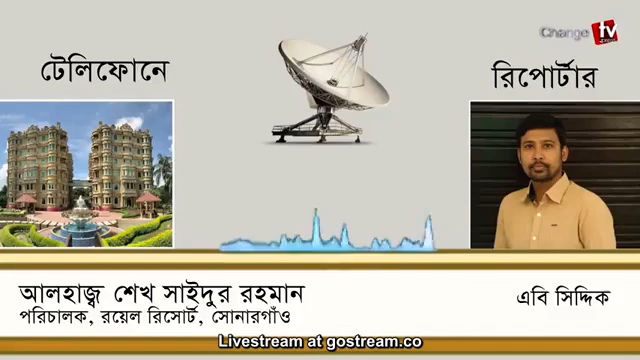 Change tv
টেলিফোনে
রিপোর্টার
আলহাজ্ব শেখ সাইদুর রহমান
পরিচালক, রয়েল রিসোর্ট, সোনারগাঁও
এবি সিদ্দিক
Livestream at gostream.co